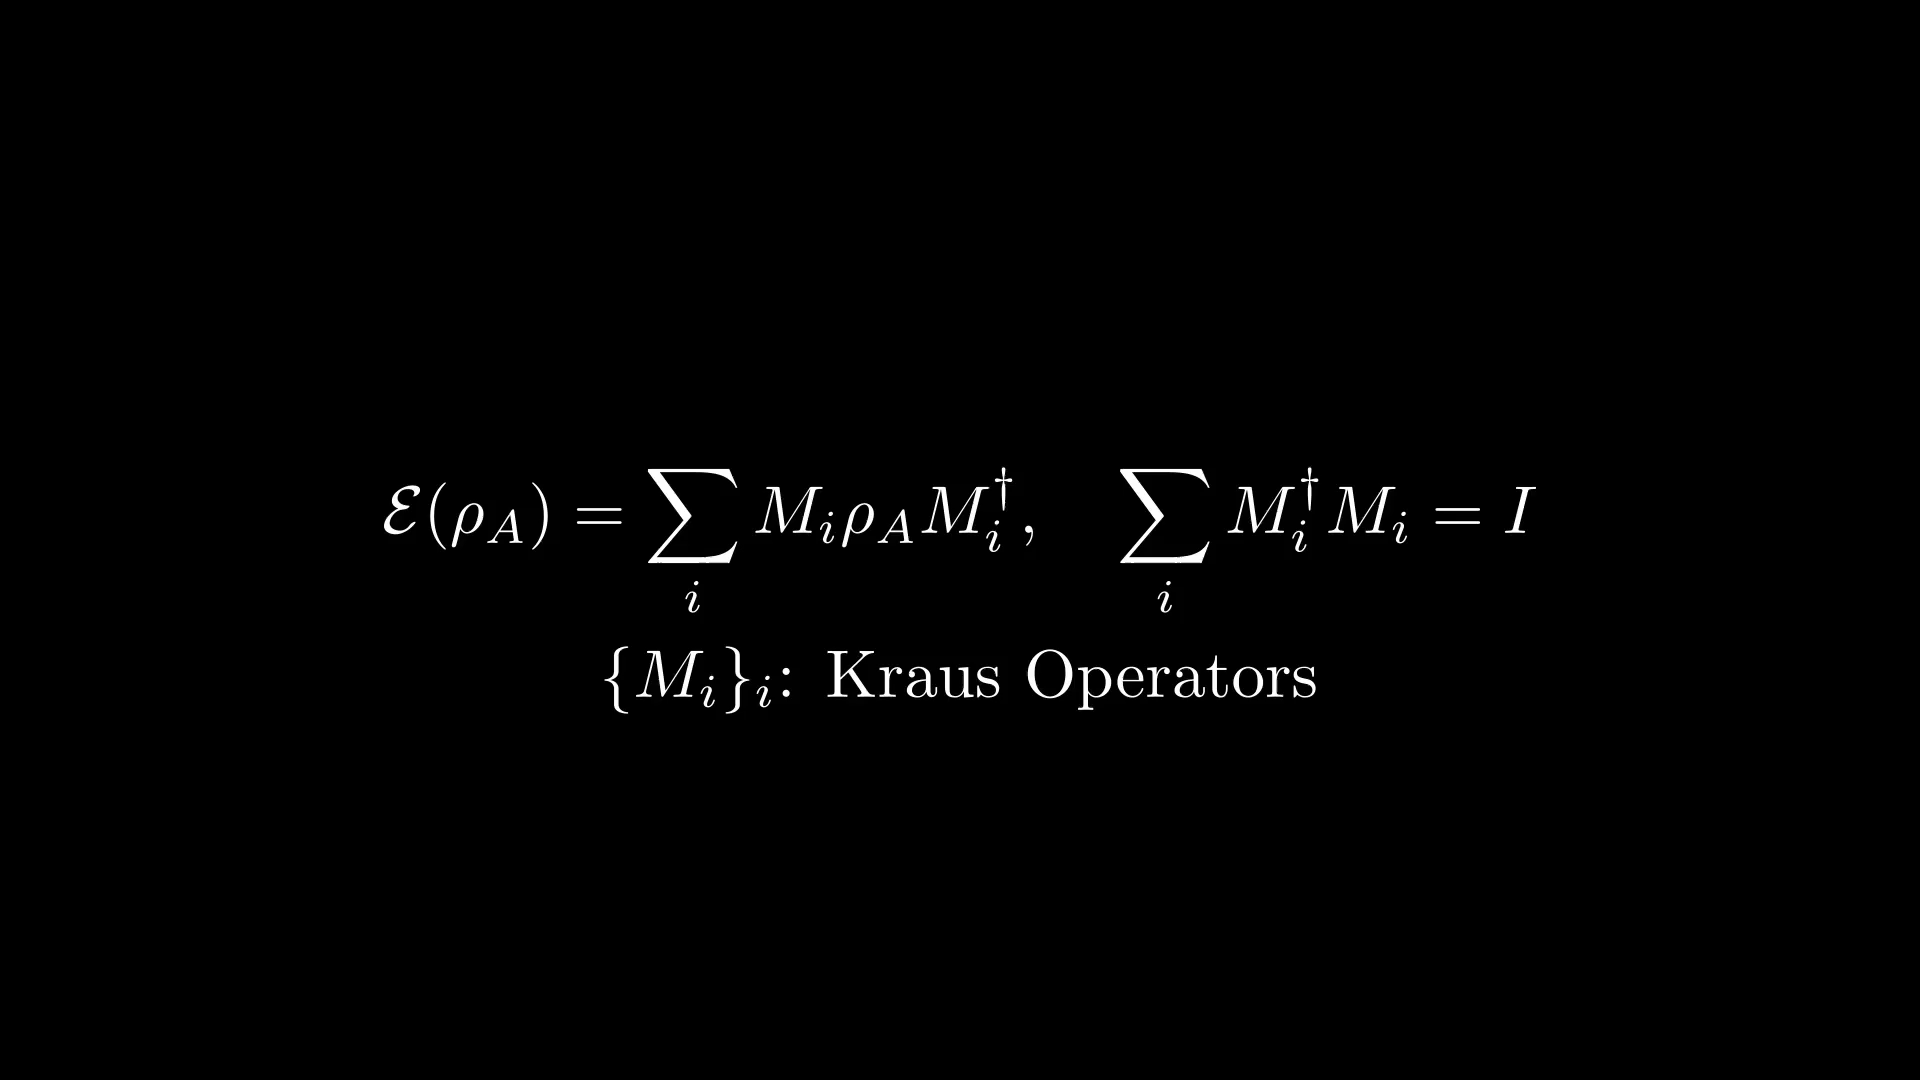 ℰ(ρ_A) = ∑_i M_i ρ_A M_i^†, ∑_i M_i^† M_i = I
{M_i}_i: Kraus Operators